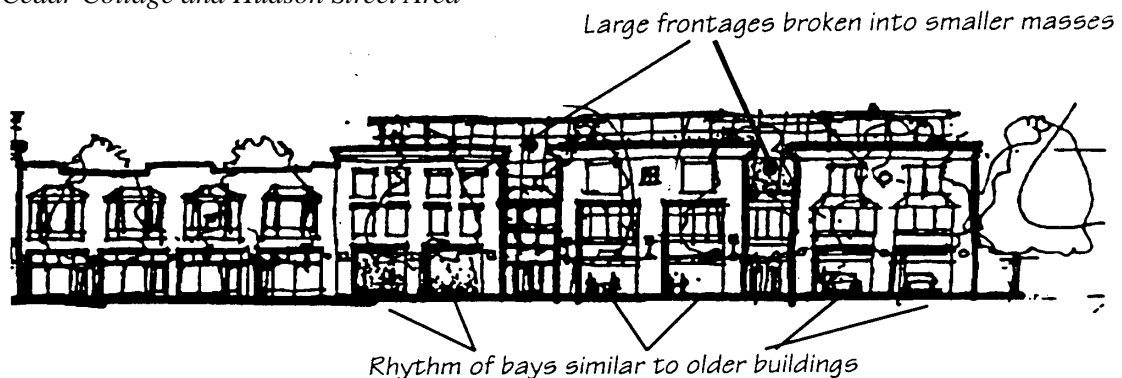 Cedar Cottage and Hudson Street Area
Large frontages broken into smaller masses
Rhythm of bays similar to older buildings